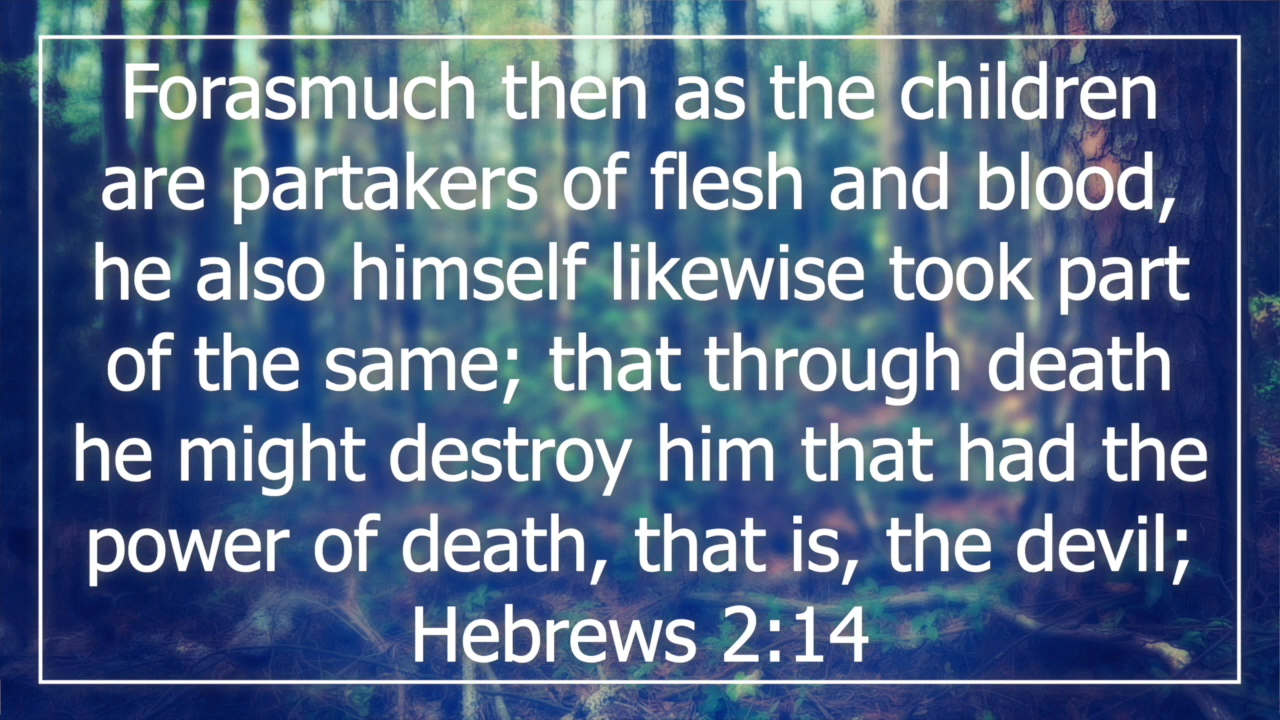 Forasmuch then as the children
are partakers of flesh and blood,
he also himself likewise took part
of the same; that through death
he might destroy him that had the
power of death, that is, the devil;
Hebrews 2:14